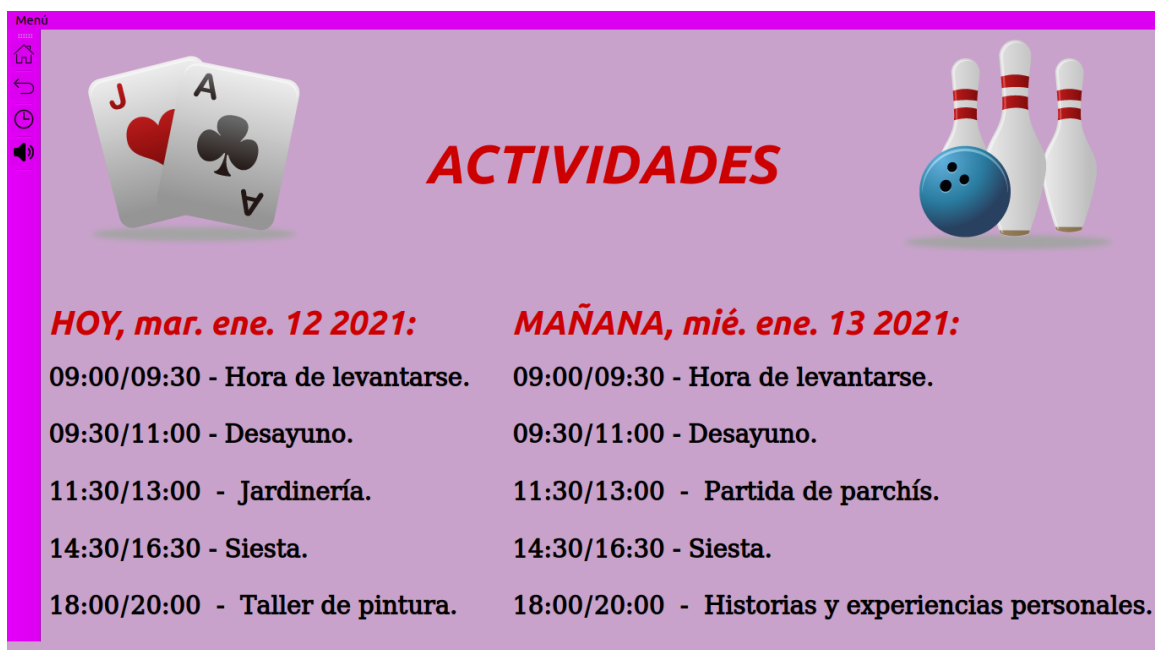 Menú
J
A
A
ACTIVIDADES
HOY, mar. ene. 12 2021:
09:00/09:30 - Hora de levantarse.
09:30/11:00 - Desayuno.
11:30/13:00  -  Jardinería.
14:30/16:30 - Siesta.
18:00/20:00  -  Taller de pintura.
MAÑANA, mié. ene. 13 2021:
09:00/09:30 - Hora de levantarse.
09:30/11:00 - Desayuno.
11:30/13:00  -  Partida de parchís.
14:30/16:30 - Siesta.
18:00/20:00  -  Historias y experiencias personales.